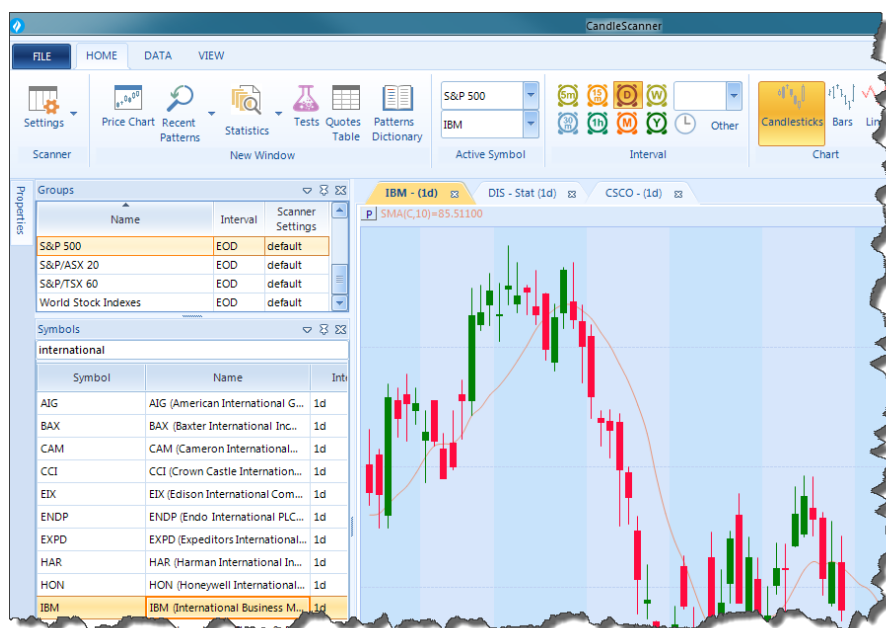 CandleScanner
FILE HOME DATA VIEW
Settings
Scanner
Price Chart
Recent
Patterns
Statistics
Tests
Quotes
Table
Patterns
Dictionary
New Window
S&P 500
IBM
Active Symbol
5m 15m D W
30m 1h M Y Other
Interval
Candlesticks Bars Lin
Chart
Properties
Groups
Name Interval Scanner
Settings
S&P 500 EOD default
S&P/ASX 20 EOD default
S&P/TSX 60 EOD default
World Stock Indexes EOD default
Symbols
international
Symbol Name Int
AIG AIG (American International G... 1d
BAX BAX (Baxter International Inc... 1d
CAM CAM (Cameron International... 1d
CCI CCI (Crown Castle Internation... 1d
EIX EIX (Edison International Com... 1d
ENDP ENDP (Endo International PLC... 1d
EXPD EXPD (Expeditors International... 1d
HAR HAR (Harman International In... 1d
HON HON (Honeywell International... 1d
IBM IBM (International Business M... 1d
IBM - (1d) DIS - Stat (1d) CSCO - (1d)
P SMA(C,10)=85.51100